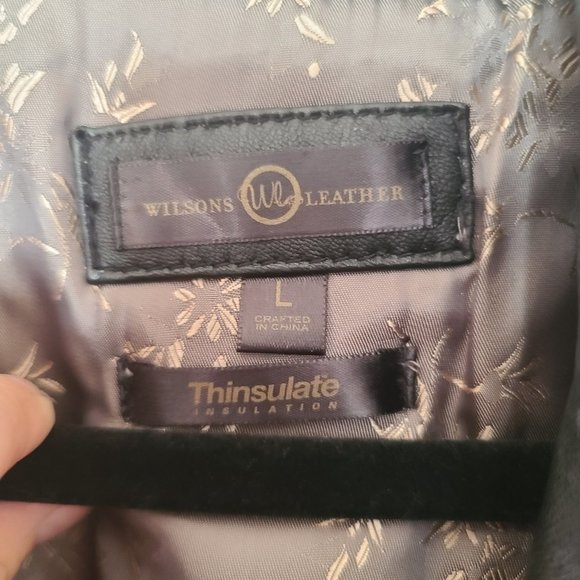 WILSONS WL LEATHER
L
CRAFTED
IN CHINA
Thinsulate
INSULATION